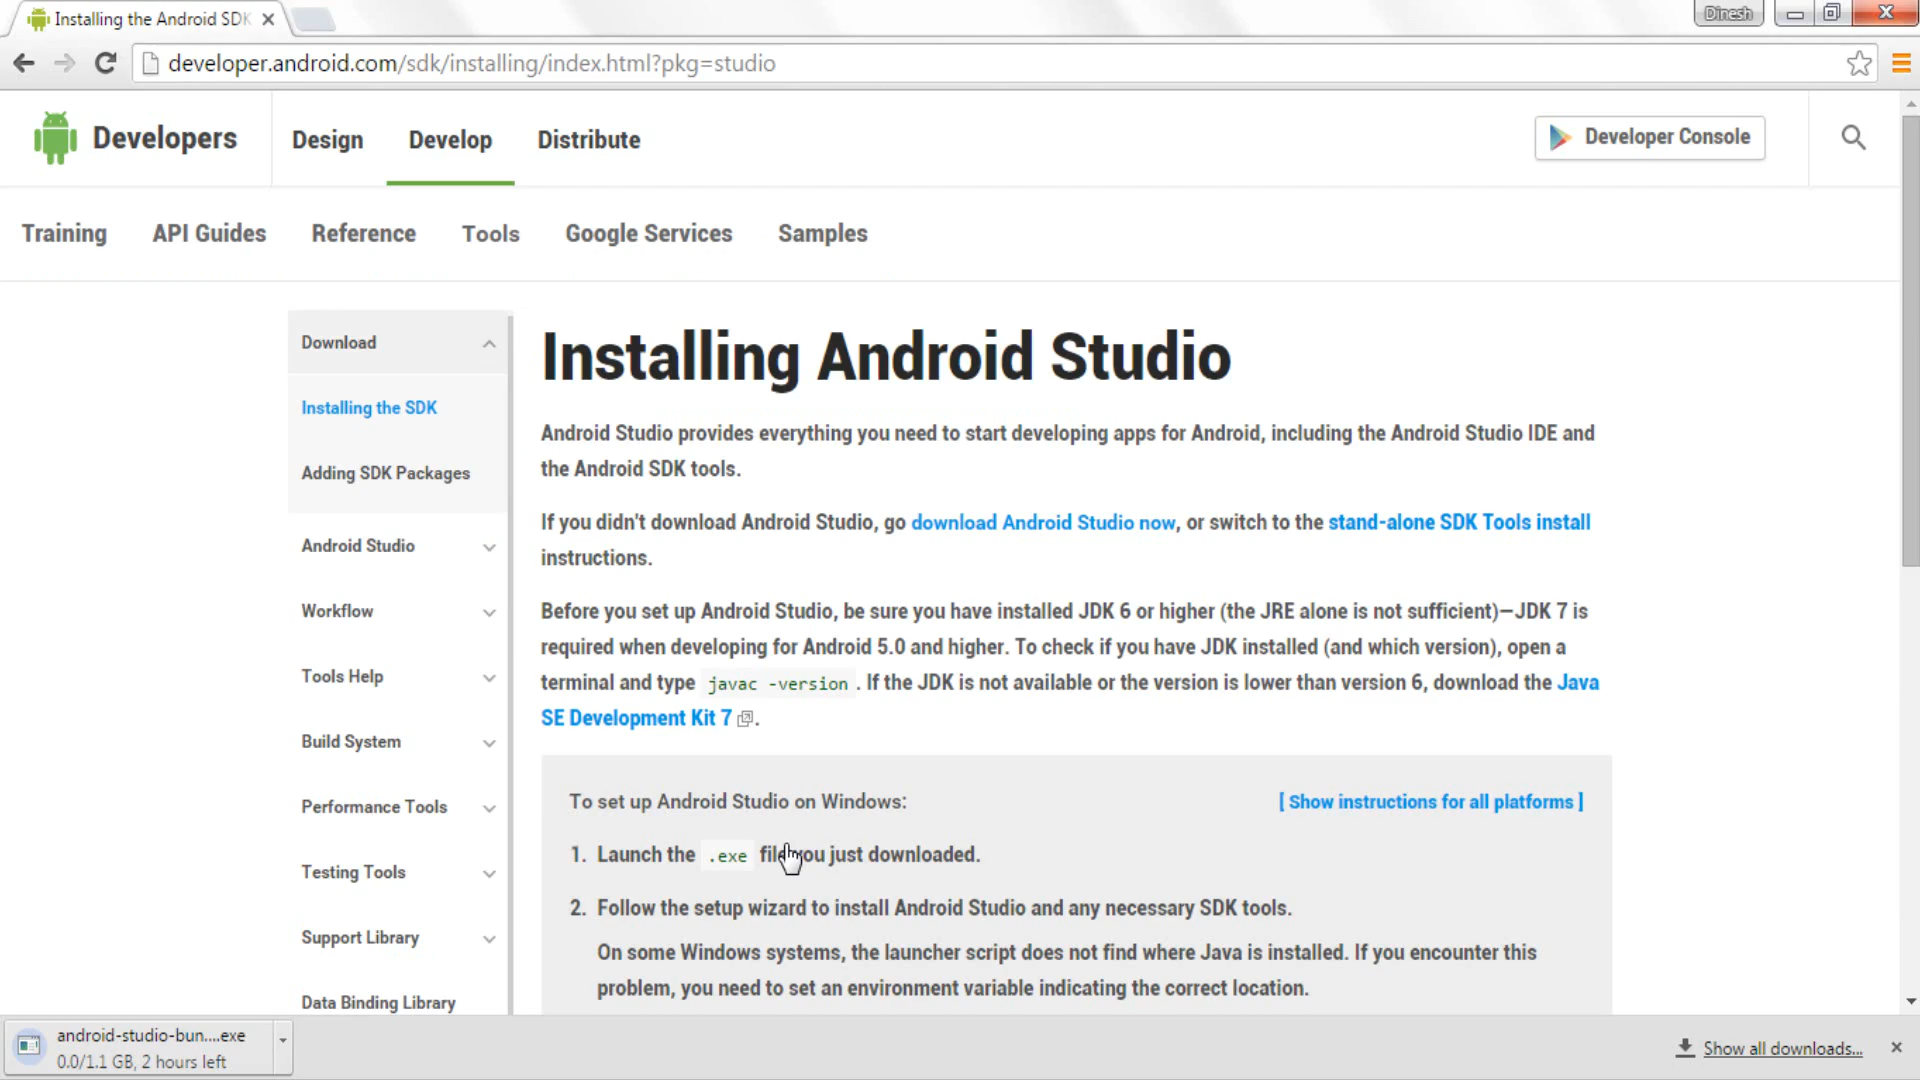 Installing the Android SDK
Dinesh
developer.android.com/sdk/installing/index.html?pkg=studio
Developers
Design
Develop
Distribute
Developer Console
Training
API Guides
Reference
Tools
Google Services
Samples
Download
Installing the SDK
Adding SDK Packages
Android Studio
Workflow
Tools Help
Build System
Performance Tools
Testing Tools
Support Library
Data Binding Library
Installing Android Studio
Android Studio provides everything you need to start developing apps for Android, including the Android Studio IDE and
the Android SDK tools.
If you didn't download Android Studio, go download Android Studio now, or switch to the stand-alone SDK Tools install
instructions.
Before you set up Android Studio, be sure you have installed JDK 6 or higher (the JRE alone is not sufficient)—JDK 7 is
required when developing for Android 5.0 and higher. To check if you have JDK installed (and which version), open a
terminal and type javac -version . If the JDK is not available or the version is lower than version 6, download the Java
SE Development Kit 7 .
To set up Android Studio on Windows:
[ Show instructions for all platforms ]
1. Launch the .exe file you just downloaded.
2. Follow the setup wizard to install Android Studio and any necessary SDK tools.
On some Windows systems, the launcher script does not find where Java is installed. If you encounter this
problem, you need to set an environment variable indicating the correct location.
android-studio-bun....exe
0.0/1.1 GB, 2 hours left
Show all downloads...